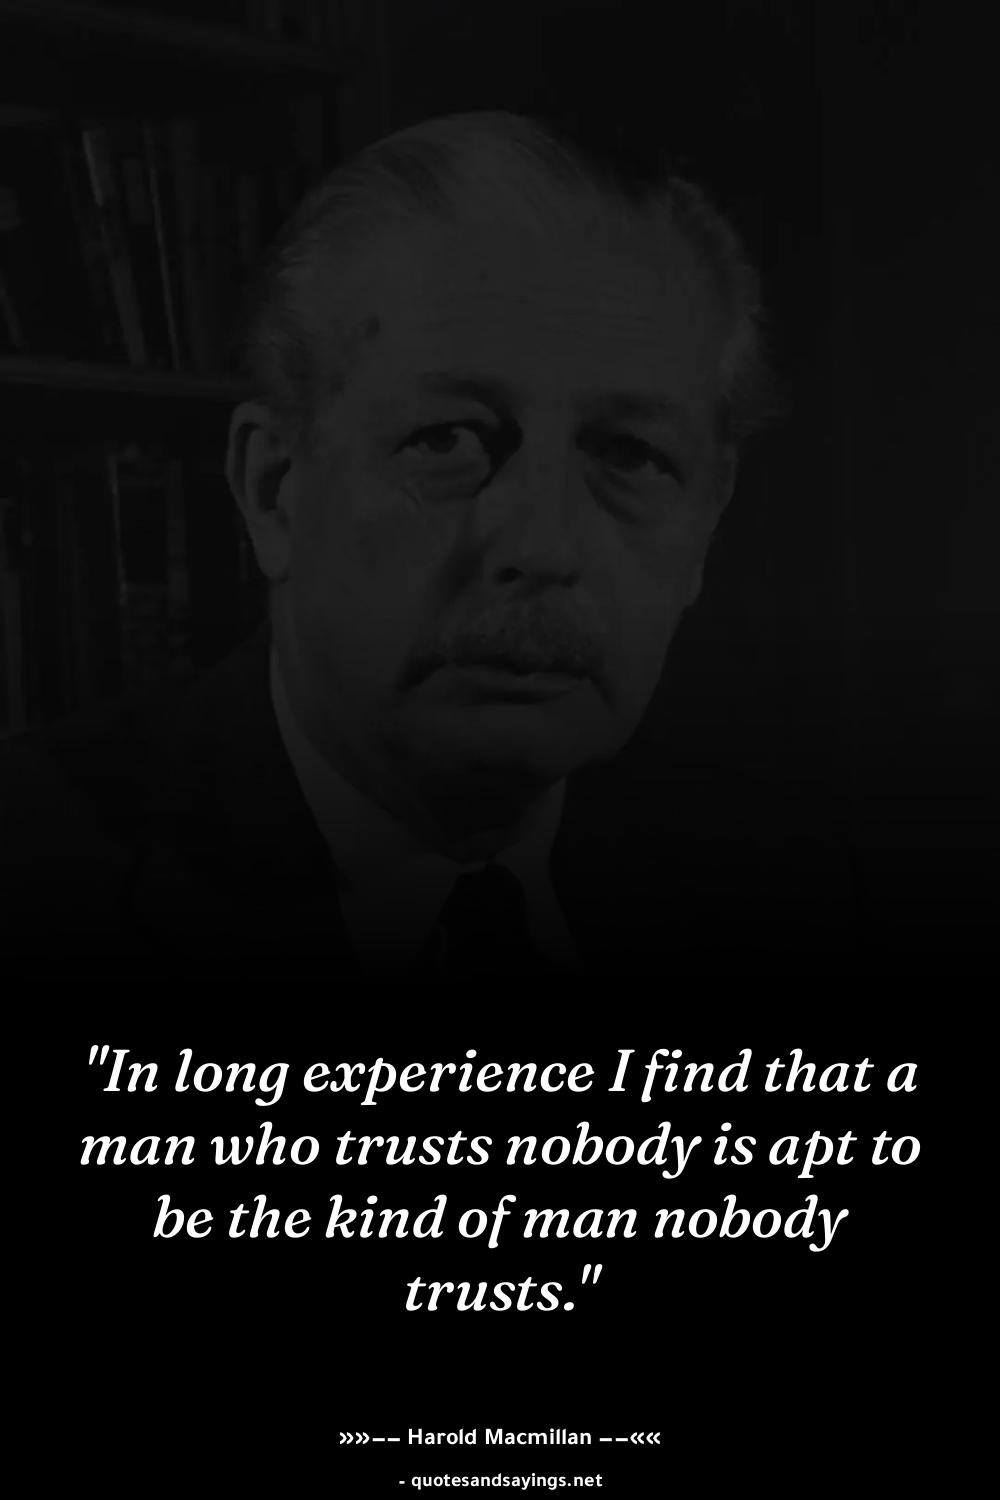 "In long experience I find that a
man who trusts nobody is apt to
be the kind of man nobody
trusts."
»»−− Harold Macmillan −−««
- quotesandsayings.net